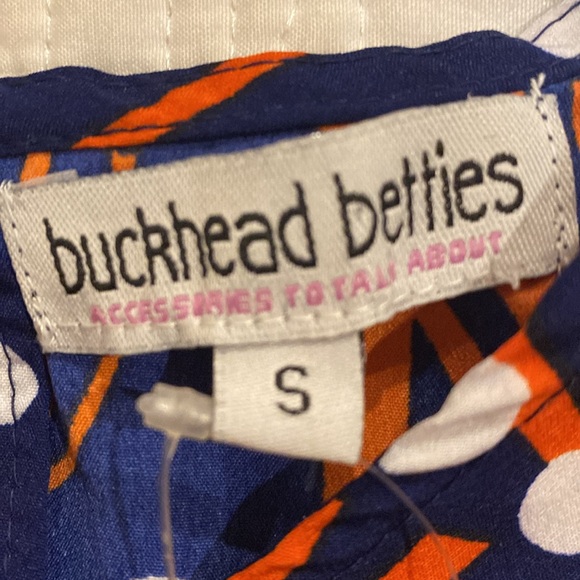 buckhead betties
ACCESSORIES TO TALK ABOUT
S